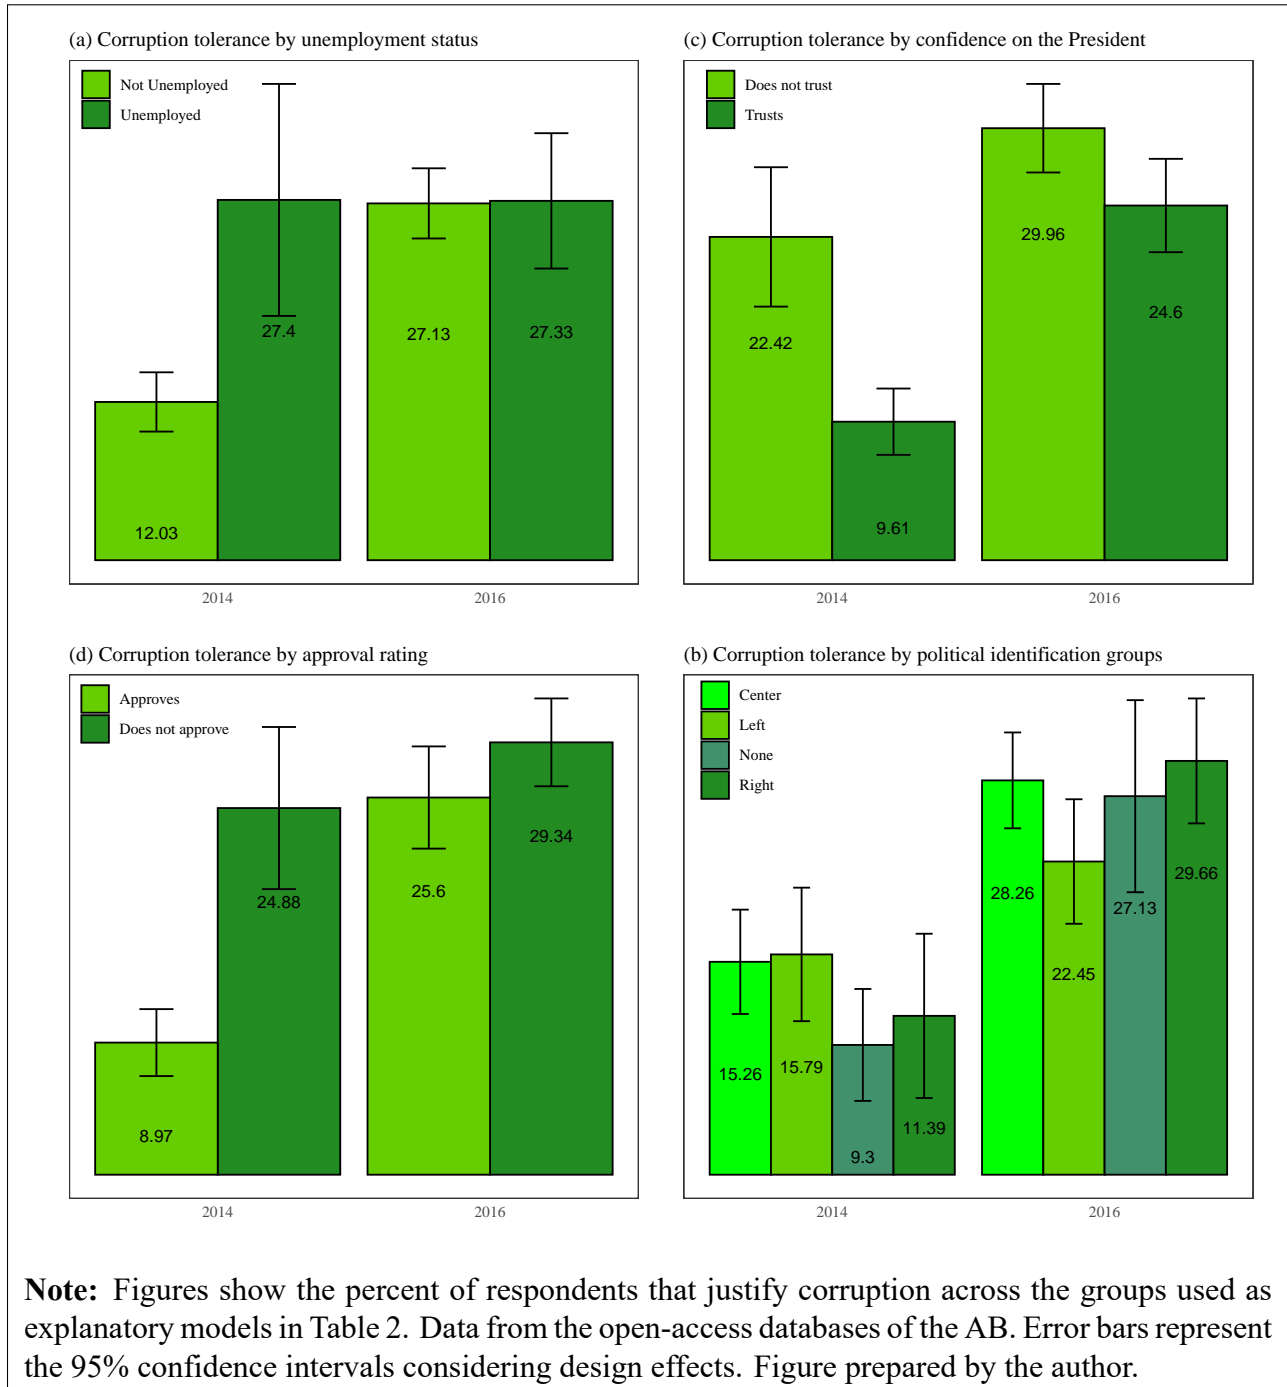 (a) Corruption tolerance by unemployment status
Not Unemployed
Unemployed
12.03
27.4
27.13
27.33
2014
2016
(c) Corruption tolerance by confidence on the President
Does not trust
Trusts
22.42
9.61
29.96
24.6
2014
2016
(d) Corruption tolerance by approval rating
Approves
Does not approve
8.97
24.88
25.6
29.34
2014
2016
(b) Corruption tolerance by political identification groups
Center
Left
None
Right
15.26
15.79
9.3
11.39
28.26
22.45
27.13
29.66
2014
2016
Note: Figures show the percent of respondents that justify corruption across the groups used as
explanatory models in Table 2. Data from the open-access databases of the AB. Error bars represent
the 95% confidence intervals considering design effects. Figure prepared by the author.